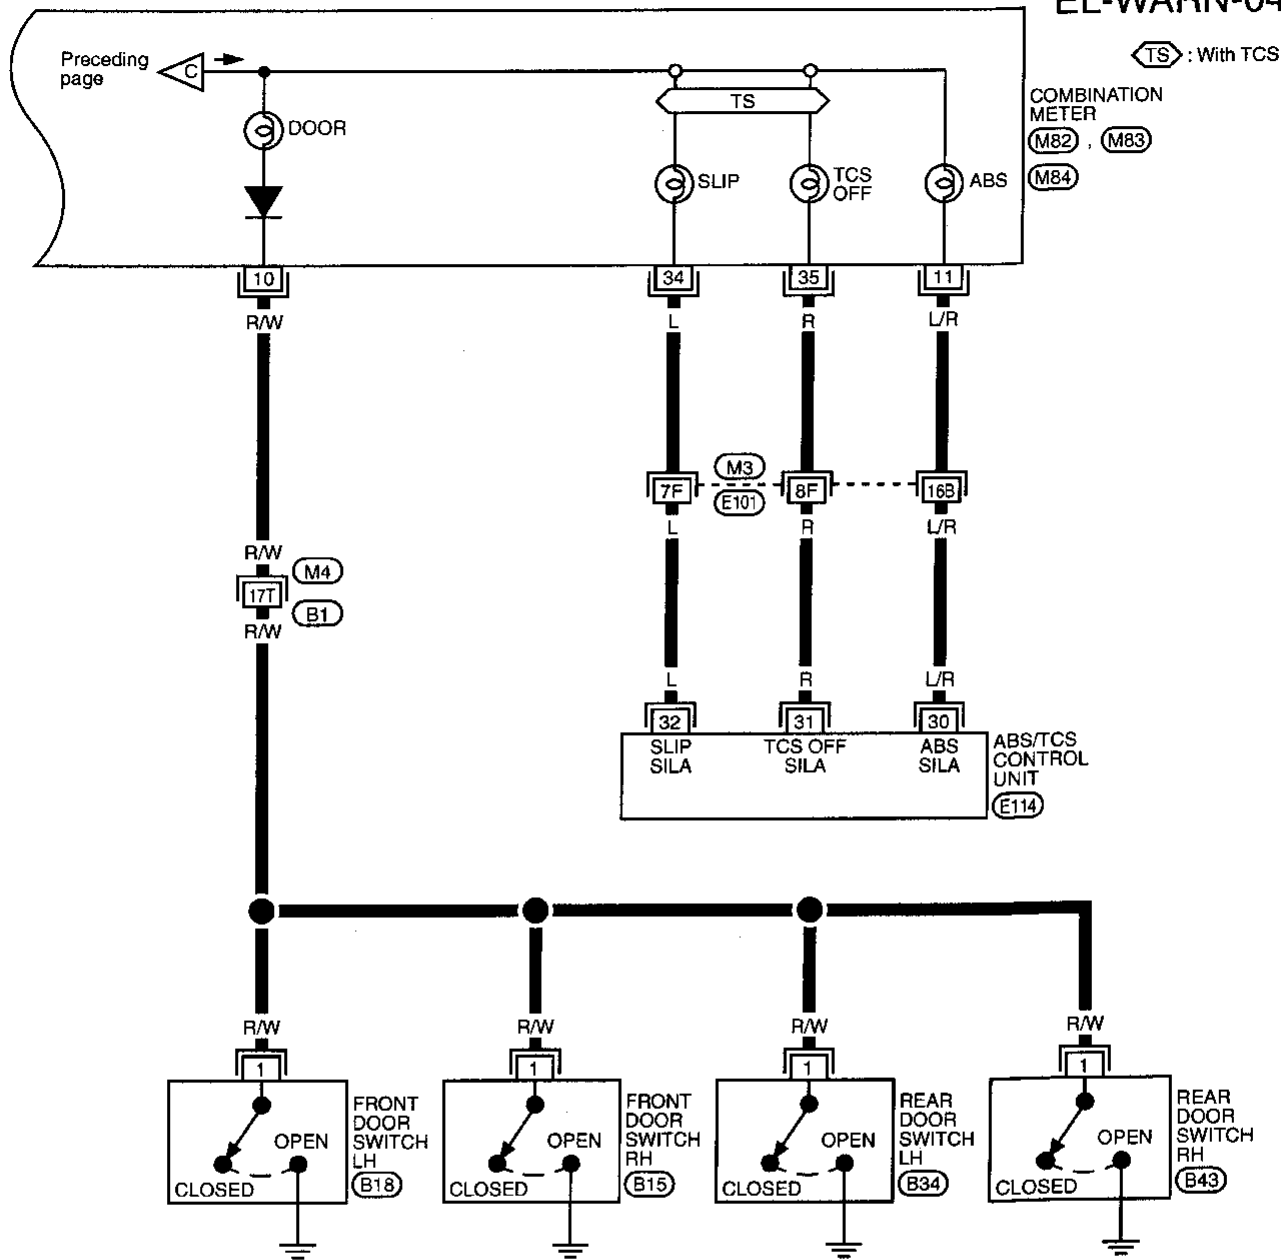 EL-WARN-04
TS : With TCS
Preceding
page
C
TS
COMBINATION
METER
M82 , M83
M84
DOOR
SLIP
TCS
OFF
ABS
10
34
35
11
R/W
L
R
L/R
M3
7F
8F
16B
E101
L
R
L/R
R/W
M4
17T
B1
R/W
L
R
L/R
32
31
30
SLIP
SILA
TCS OFF
SILA
ABS
SILA
ABS/TCS
CONTROL
UNIT
E114
R/W
R/W
R/W
R/W
1
1
1
1
FRONT
DOOR
SWITCH
LH
B18
OPEN
CLOSED
FRONT
DOOR
SWITCH
RH
B15
OPEN
CLOSED
REAR
DOOR
SWITCH
LH
B34
OPEN
CLOSED
REAR
DOOR
SWITCH
RH
B43
OPEN
CLOSED